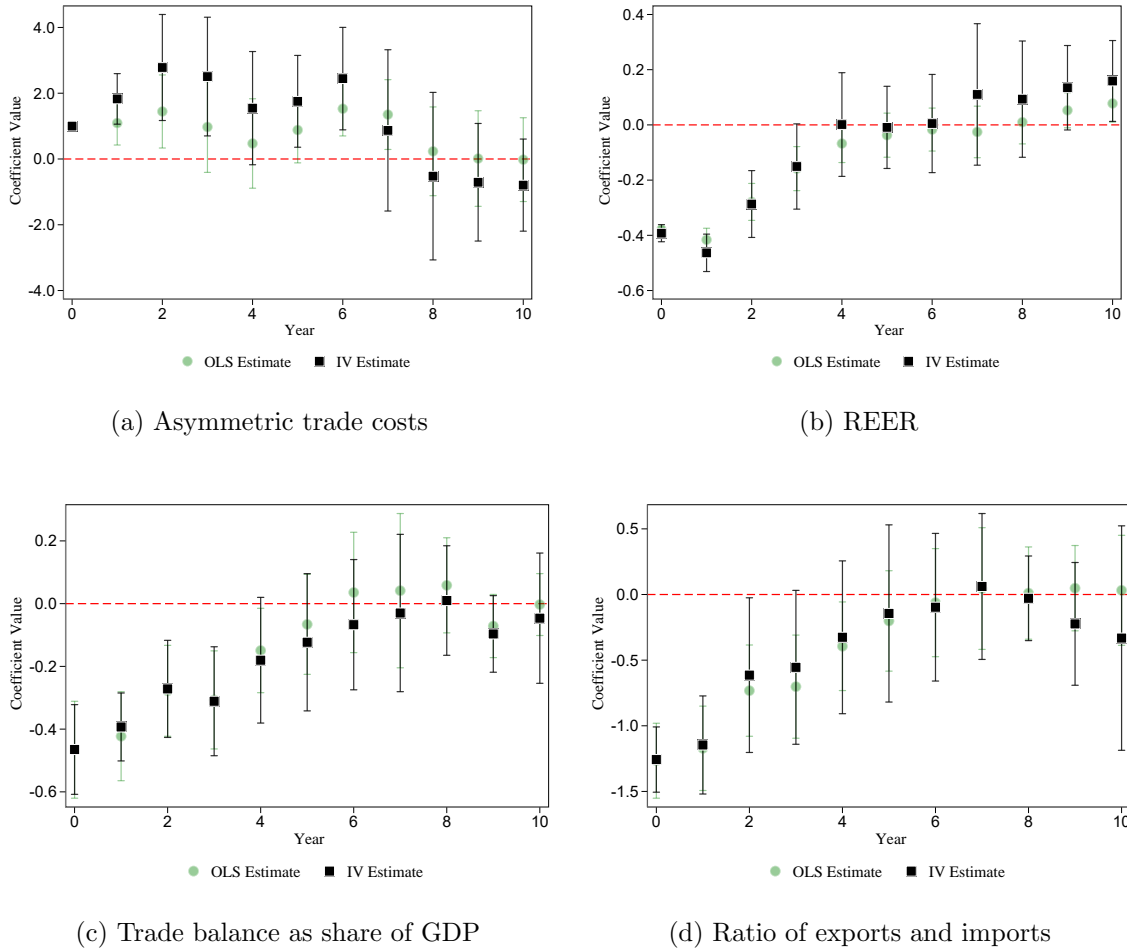 4.0
2.0
0.0
-2.0
-4.0
Coefficient Value
0 2 4 6 8 10
Year
OLS Estimate IV Estimate
(a) Asymmetric trade costs
0.4
0.2
0.0
-0.2
-0.4
-0.6
Coefficient Value
0 2 4 6 8 10
Year
OLS Estimate IV Estimate
(b) REER
0.2
0.0
-0.2
-0.4
-0.6
Coefficient Value
0 2 4 6 8 10
Year
OLS Estimate IV Estimate
(c) Trade balance as share of GDP
0.5
0.0
-0.5
-1.0
-1.5
Coefficient Value
0 2 4 6 8 10
Year
OLS Estimate IV Estimate
(d) Ratio of exports and imports